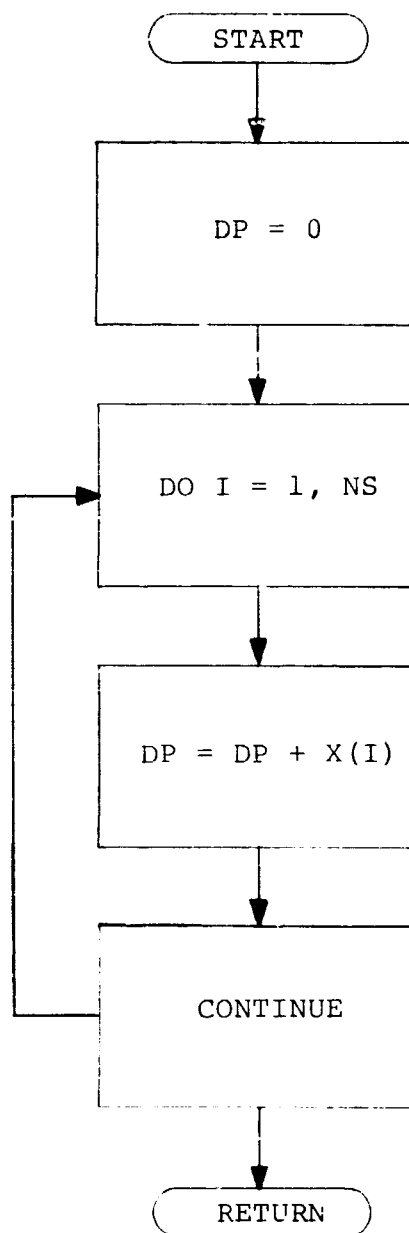 START
DP = 0
DO I = 1, NS
DP = DP + X(I)
CONTINUE
RETURN